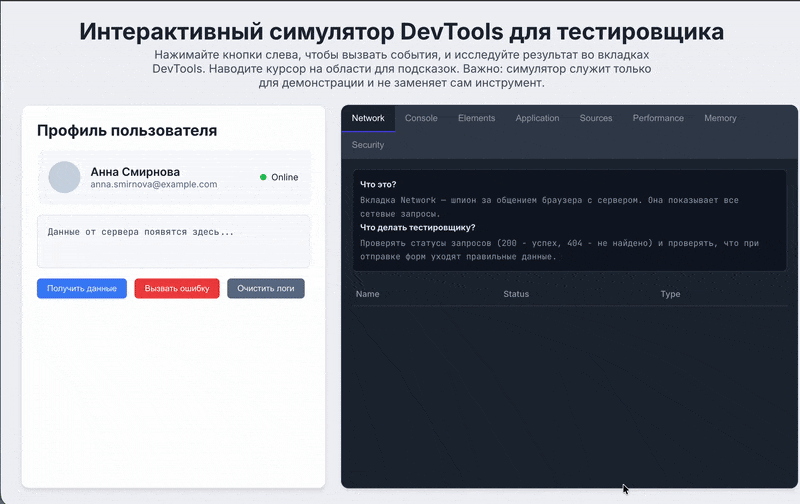 Интерактивный симулятор DevTools для тестировщика
Нажимайте кнопки слева, чтобы вызвать события, и исследуйте результат во вкладках
DevTools. Наводите курсор на области для подсказок. Важно: симулятор служит только
для демонстрации и не заменяет сам инструмент.
Профиль пользователя
Анна Смирнова
anna.smirnova@example.com
Online
Данные от сервера появятся здесь...
Получить данные Вызвать ошибку Очистить логи
Network Console Elements Application Sources Performance Memory
Security
Что это?
Вкладка Network — шпион за общением браузера с сервером. Она показывает все
сетевые запросы.
Что делать тестировщику?
Проверять статусы запросов (200 - успех, 404 - не найдено) и проверять, что при
отправке форм уходят правильные данные.
Name Status Type